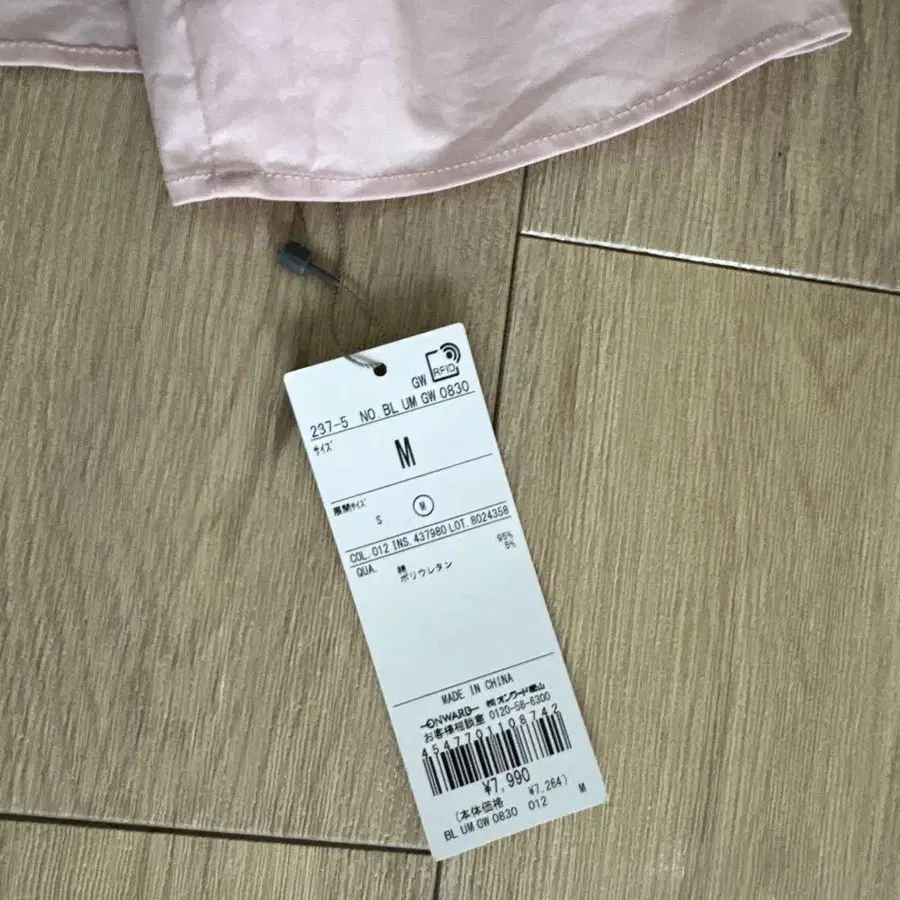 GW RFID
237-5 NO. BL UM GW 0830
サイズ
M
展開サイズ
S M
COL. 012 INS. 437980 LOT. 8024358
QUA. 綿 95%
ポリウレタン 5%
MADE IN CHINA
ONWARD ㈱オンワード樫山
お客様相談室 0120-58-6300
4547701108742
¥7,990
(本体価格 ¥7,264)
BL UM GW 0830 012 M